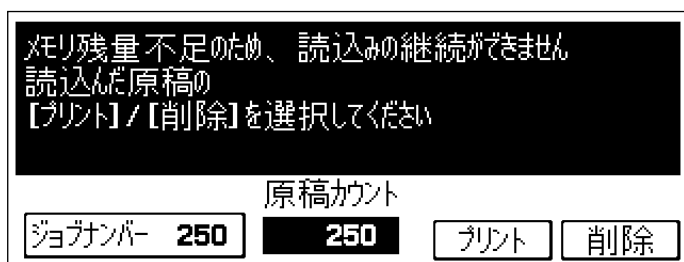 メモリ残量不足のため、読込みの継続ができません
読込んだ原稿の
[プリント] / [削除] を選択してください
原稿カウント
ジョブナンバー 250 250 プリント 削除